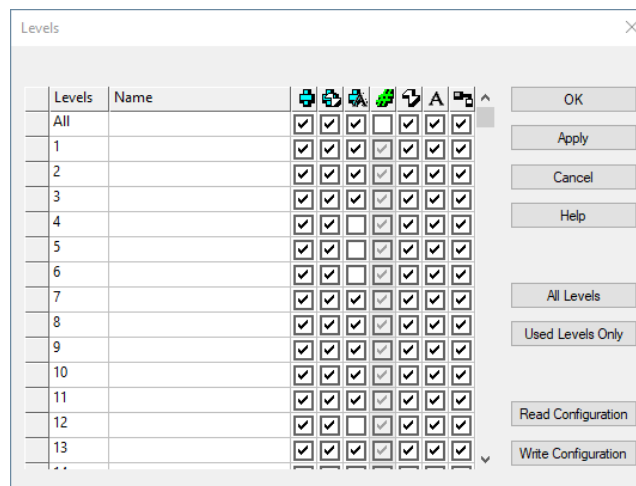 Levels
Levels Name A
All
1
2
3
4
5
6
7
8
9
10
11
12
13
OK
Apply
Cancel
Help
All Levels
Used Levels Only
Read Configuration
Write Configuration